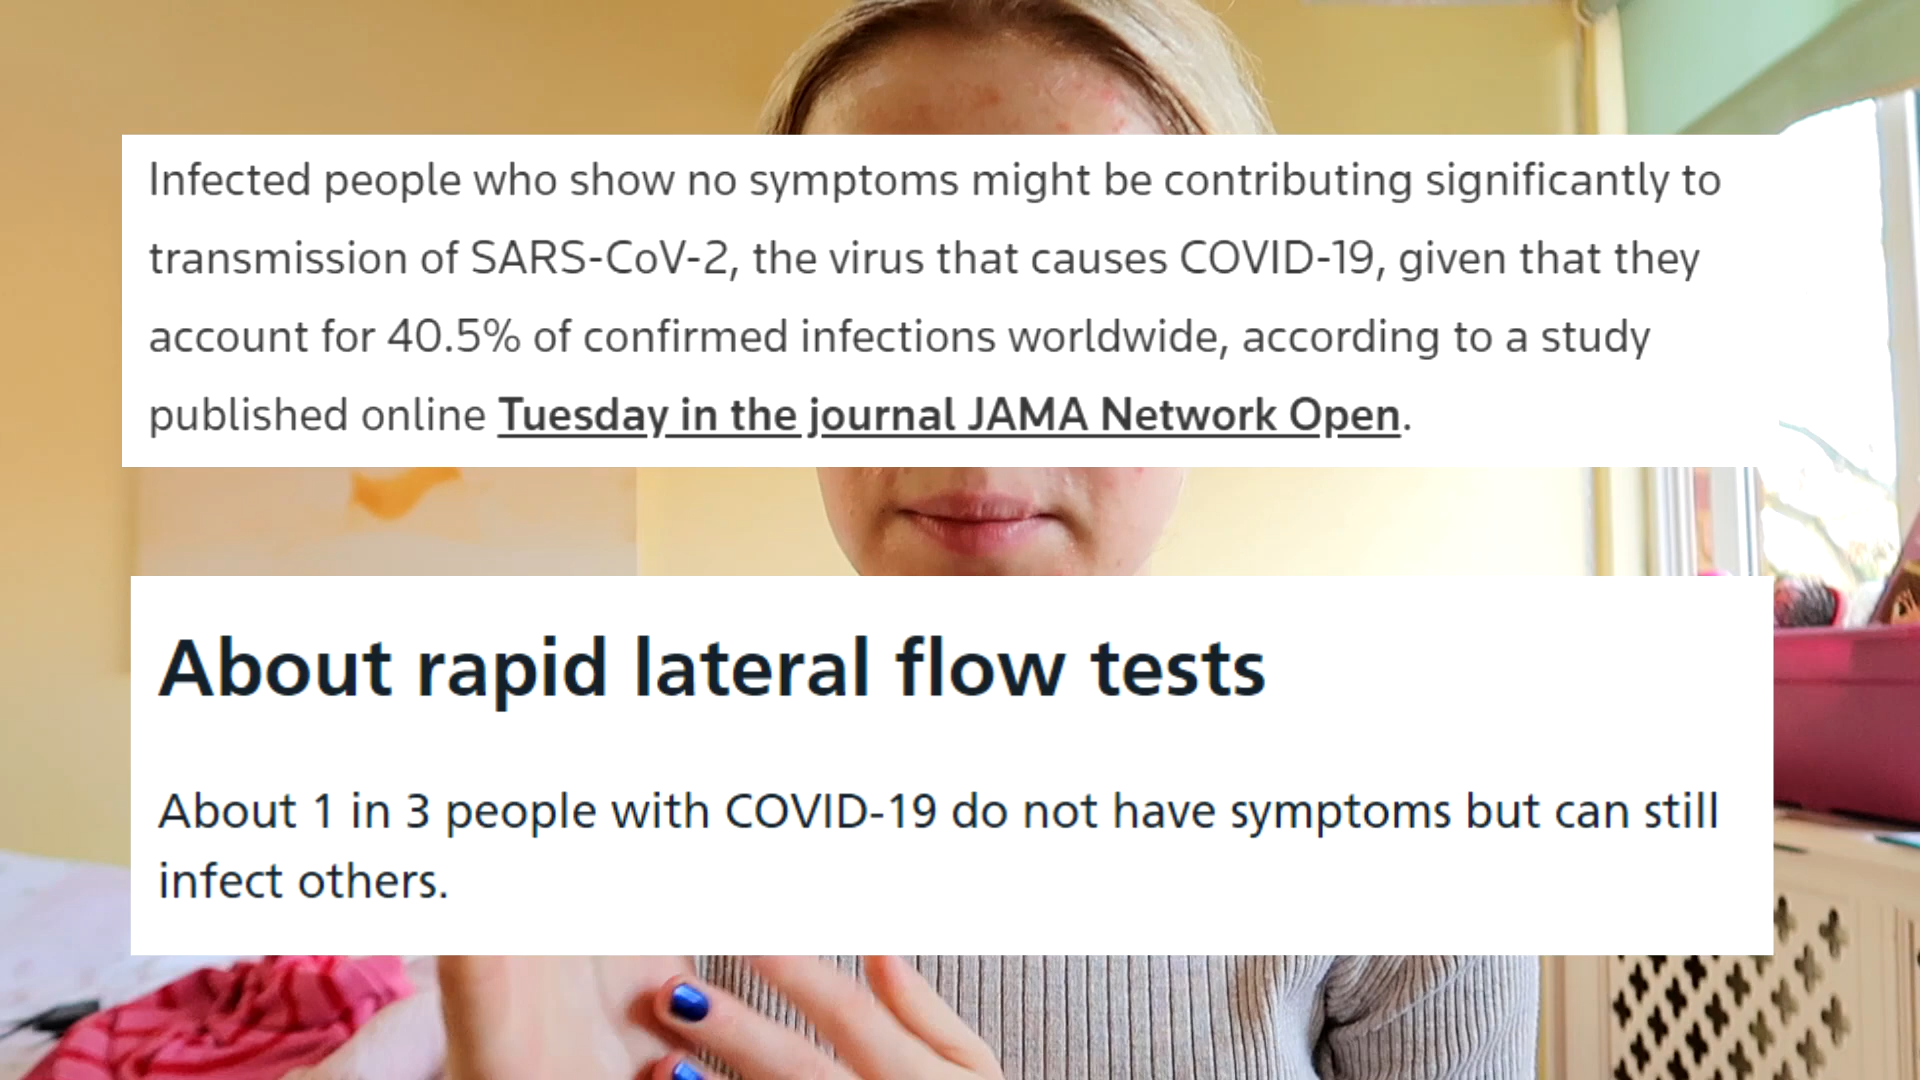 Infected people who show no symptoms might be contributing significantly to
transmission of SARS-CoV-2, the virus that causes COVID-19, given that they
account for 40.5% of confirmed infections worldwide, according to a study
published online Tuesday in the journal JAMA Network Open.
About rapid lateral flow tests
About 1 in 3 people with COVID-19 do not have symptoms but can still
infect others.